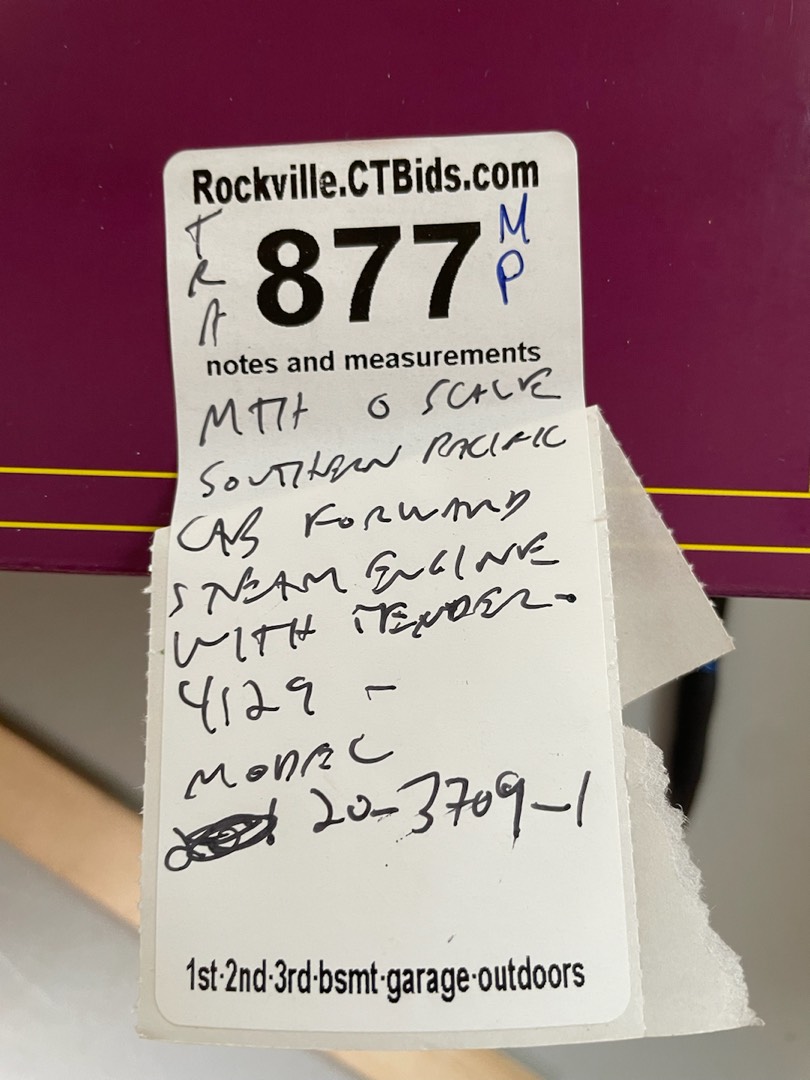 Rockville.CTBids.com
TRA 877 MP
notes and measurements
MTH O SCALE
SOUTHERN PACIFIC
CAB FORWARD
STEAM ENGINE
WITH TENDER-
4129 -
MODEL
20-3709-1
1st·2nd·3rd·bsmt·garage·outdoors